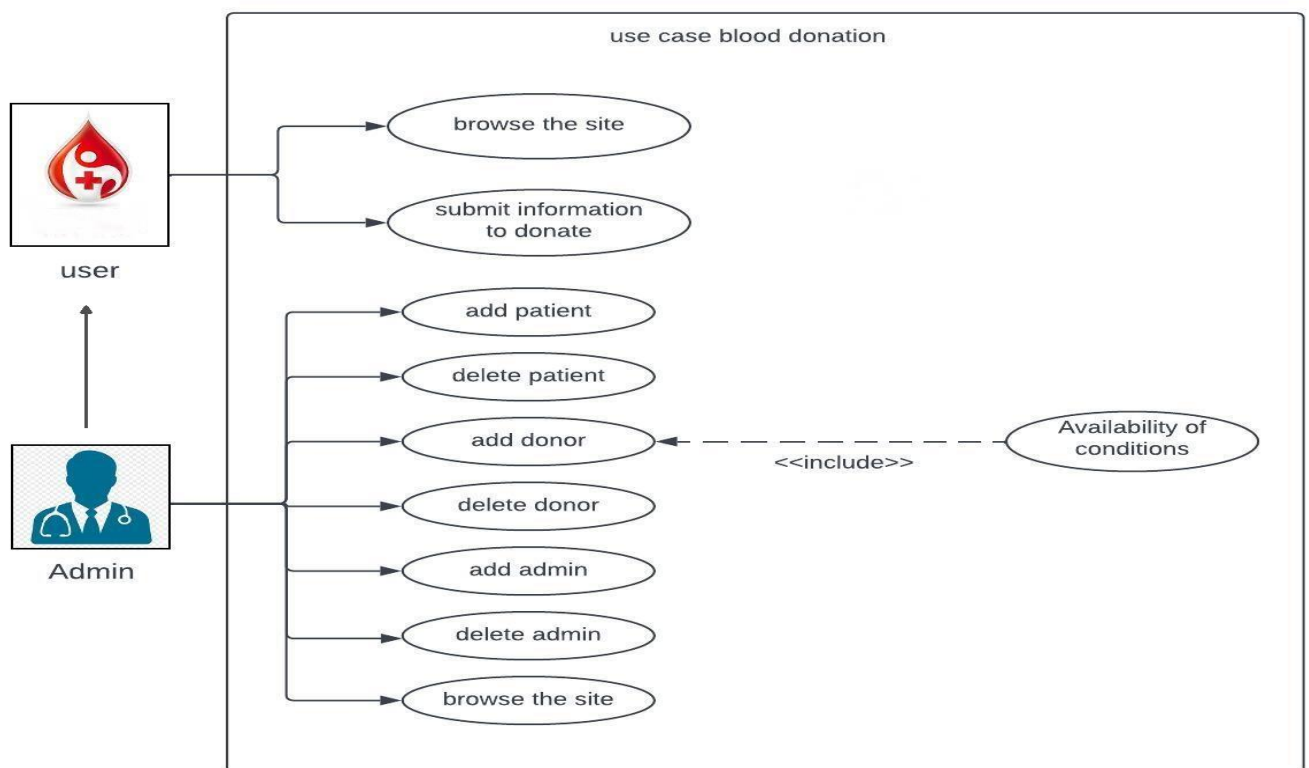 use case blood donation
browse the site
submit information
to donate
user
add patient
delete patient
add donor
Availability of
conditions
<<include>>
delete donor
Admin
add admin
delete admin
browse the site